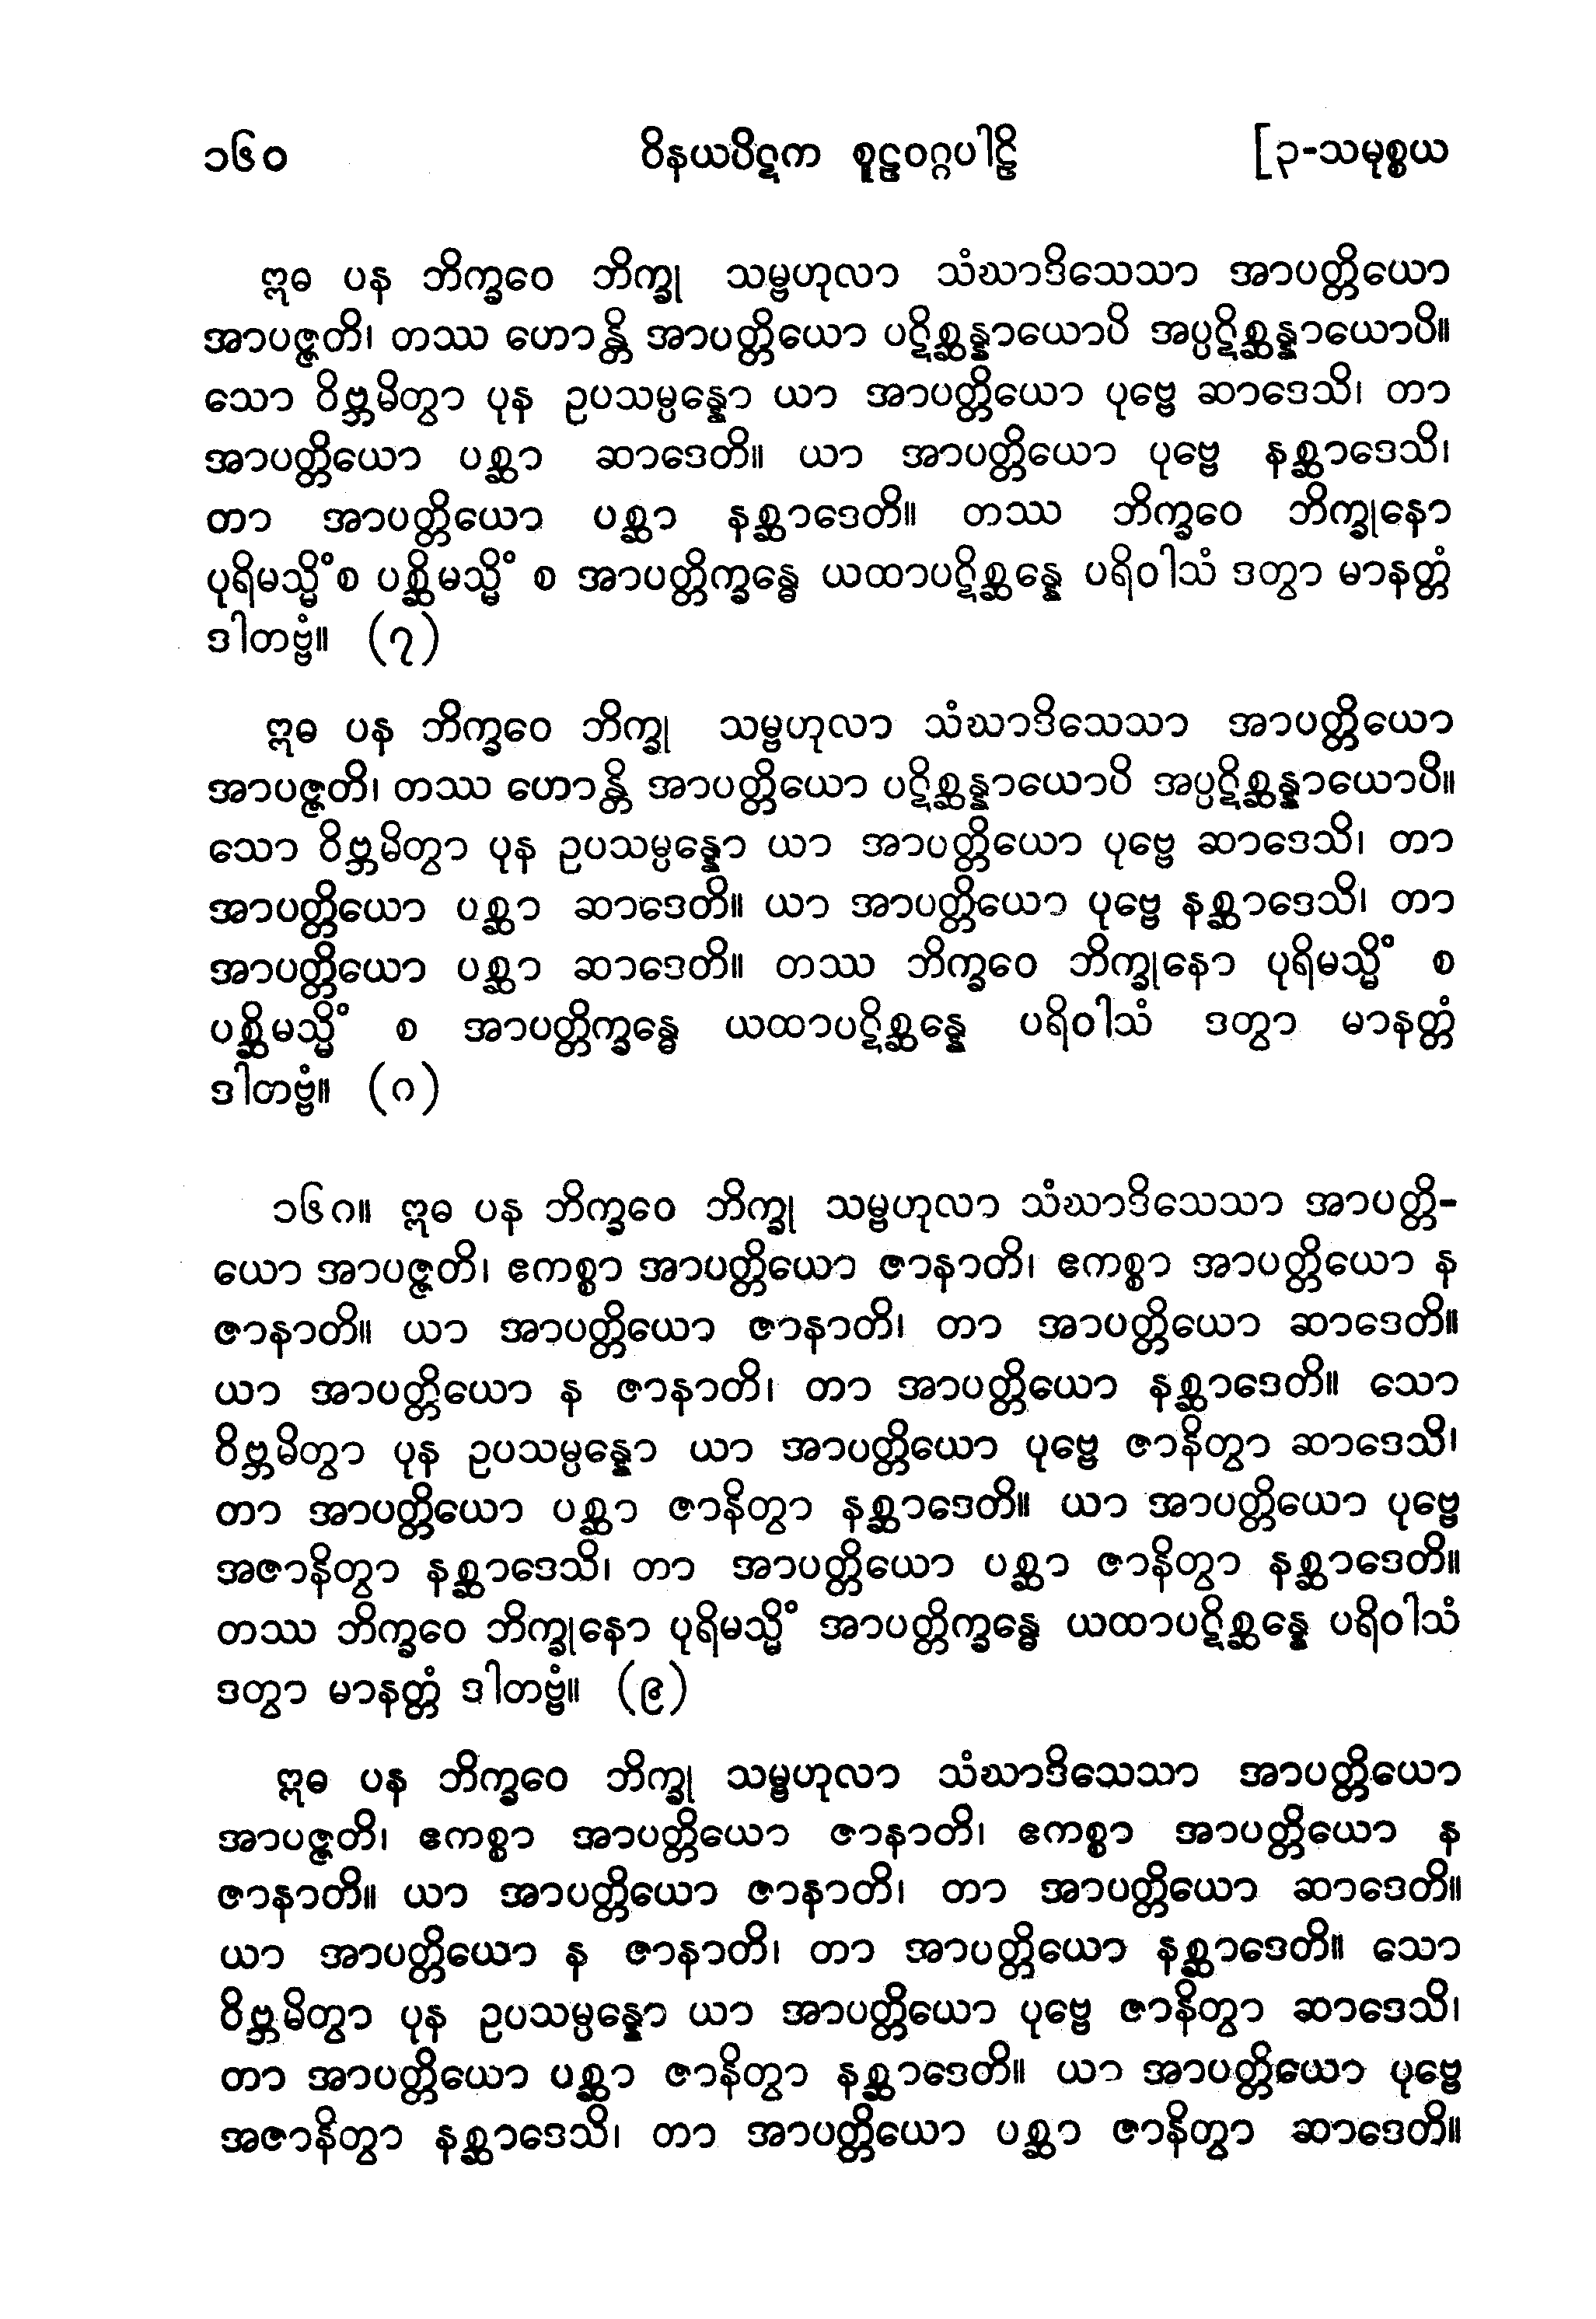 ၁၆၀ ဝိနယပိဋက စူဠဝဂ္ဂပါဠိ [၃-သမုစ္စယ
ဣဓ ပန ဘိက္ခဝေ ဘိက္ခု သမ္ဗဟုလာ သံဃာဒိသေသာ အာပတ္တိယော
အာပဇ္ဇတိ၊ တဿ ဟောန္တိ အာပတ္တိယော ပဋိစ္ဆန္နာယောပိ အပ္ပဋိစ္ဆန္နာယောပိ။
သော ဝိဗ္ဘမိတွာ ပုန ဥပသမ္ပန္နော ယာ အာပတ္တိယော ပုဗ္ဗေ ဆာဒေသိ၊ တာ
အာပတ္တိယော ပစ္ဆာ ဆာဒေတိ။ ယာ အာပတ္တိယော ပုဗ္ဗေ နစ္ဆာဒေသိ၊
တာ အာပတ္တိယော ပစ္ဆာ နစ္ဆာဒေတိ။ တဿ ဘိက္ခဝေ ဘိက္ခုနော
ပုရိမသ္မိံ စ ပစ္ဆိမသ္မိံ စ အာပတ္တိက္ခန္ဓေ ယထာပဋိစ္ဆန္နေ ပရိဝါသံ ဒတွာ မာနတ္တံ
ဒါတဗ္ဗံ။ (၇)
ဣဓ ပန ဘိက္ခဝေ ဘိက္ခု သမ္ဗဟုလာ သံဃာဒိသေသာ အာပတ္တိယော
အာပဇ္ဇတိ၊ တဿ ဟောန္တိ အာပတ္တိယော ပဋိစ္ဆန္နာယောပိ အပ္ပဋိစ္ဆန္နာယောပိ။
သော ဝိဗ္ဘမိတွာ ပုန ဥပသမ္ပန္နော ယာ အာပတ္တိယော ပုဗ္ဗေ ဆာဒေသိ၊ တာ
အာပတ္တိယော ပစ္ဆာ ဆာဒေတိ။ ယာ အာပတ္တိယော ပုဗ္ဗေ နစ္ဆာဒေသိ၊ တာ
အာပတ္တိယော ပစ္ဆာ ဆာဒေတိ။ တဿ ဘိက္ခဝေ ဘိက္ခုနော ပုရိမသ္မိံ စ
ပစ္ဆိမသ္မိံ စ အာပတ္တိက္ခန္ဓေ ယထာပဋိစ္ဆန္နေ ပရိဝါသံ ဒတွာ မာနတ္တံ
ဒါတဗ္ဗံ။ (၈)
၁၆၈။ ဣဓ ပန ဘိက္ခဝေ ဘိက္ခု သမ္ဗဟုလာ သံဃာဒိသေသာ အာပတ္တိ-
ယော အာပဇ္ဇတိ၊ ဧကစ္စာ အာပတ္တိယော ဇာနာတိ၊ ဧကစ္စာ အာပတ္တိယော န
ဇာနာတိ။ ယာ အာပတ္တိယော ဇာနာတိ၊ တာ အာပတ္တိယော ဆာဒေတိ။
ယာ အာပတ္တိယော န ဇာနာတိ၊ တာ အာပတ္တိယော နစ္ဆာဒေတိ။ သော
ဝိဗ္ဘမိတွာ ပုန ဥပသမ္ပန္နော ယာ အာပတ္တိယော ပုဗ္ဗေ ဇာနိတွာ ဆာဒေသိ၊
တာ အာပတ္တိယော ပစ္ဆာ ဇာနိတွာ နစ္ဆာဒေတိ။ ယာ အာပတ္တိယော ပုဗ္ဗေ
အဇာနိတွာ နစ္ဆာဒေသိ၊ တာ အာပတ္တိယော ပစ္ဆာ ဇာနိတွာ နစ္ဆာဒေတိ။
တဿ ဘိက္ခဝေ ဘိက္ခုနော ပုရိမသ္မိံ အာပတ္တိက္ခန္ဓေ ယထာပဋိစ္ဆန္နေ ပရိဝါသံ
ဒတွာ မာနတ္တံ ဒါတဗ္ဗံ။ (၉)
ဣဓ ပန ဘိက္ခဝေ ဘိက္ခု သမ္ဗဟုလာ သံဃာဒိသေသာ အာပတ္တိယော
အာပဇ္ဇတိ၊ ဧကစ္စာ အာပတ္တိယော ဇာနာတိ၊ ဧကစ္စာ အာပတ္တိယော န
ဇာနာတိ။ ယာ အာပတ္တိယော ဇာနာတိ၊ တာ အာပတ္တိယော ဆာဒေတိ။
ယာ အာပတ္တိယော န ဇာနာတိ၊ တာ အာပတ္တိယော နစ္ဆာဒေတိ။ သော
ဝိဗ္ဘမိတွာ ပုန ဥပသမ္ပန္နော ယာ အာပတ္တိယော ပုဗ္ဗေ ဇာနိတွာ ဆာဒေသိ၊
တာ အာပတ္တိယော ပစ္ဆာ ဇာနိတွာ နစ္ဆာဒေတိ။ ယာ အာပတ္တိယော ပုဗ္ဗေ
အဇာနိတွာ နစ္ဆာဒေသိ၊ တာ အာပတ္တိယော ပစ္ဆာ ဇာနိတွာ ဆာဒေတိ။